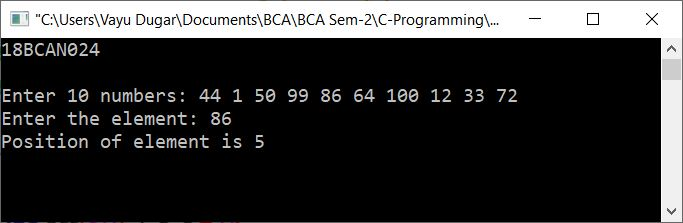 "C:\Users\Vayu Dugar\Documents\BCA\BCA Sem-2\C-Programming\...
18BCAN024
Enter 10 numbers: 44 1 50 99 86 64 100 12 33 72
Enter the element: 86
Position of element is 5